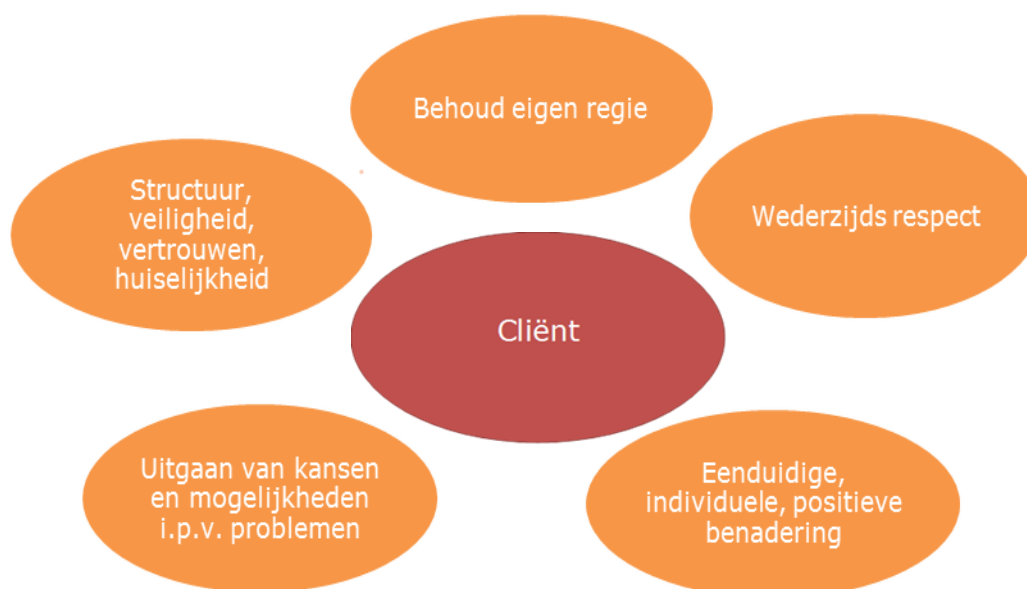 Behoud eigen regie
Structuur,
veiligheid,
vertrouwen,
huiselijkheid
Wederzijds respect
Cliënt
Uitgaan van kansen
en mogelijkheden
i.p.v. problemen
Eenduidige,
individuele, positieve
benadering